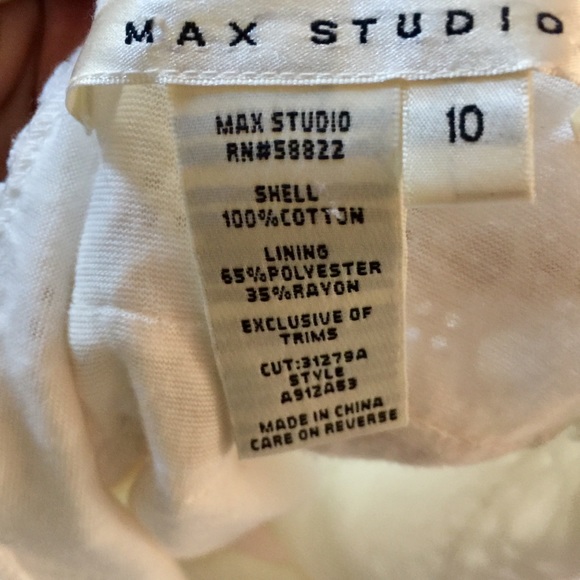 MAX STUDIO
10
MAX STUDIO
RN#58822
SHELL
100%COTTON
LINING
65%POLYESTER
35%RAYON
EXCLUSIVE OF
TRIMS
CUT:31279A
STYLE
A912A53
MADE IN CHINA
CARE ON REVERSE